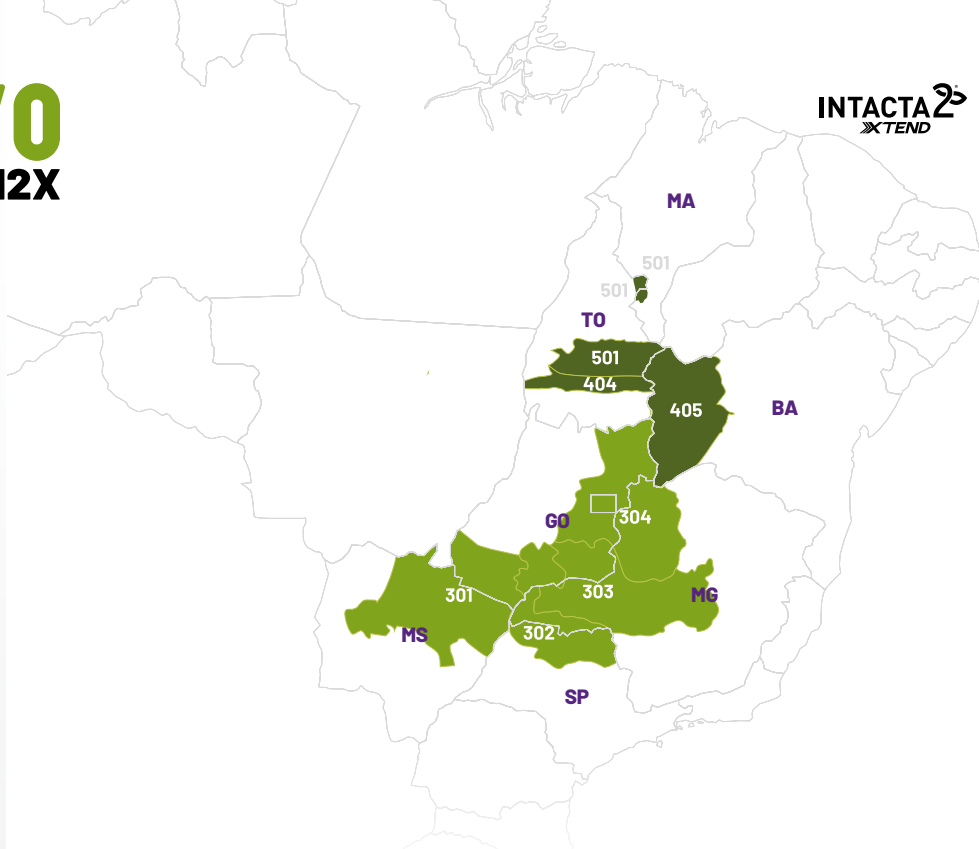 INTACTA 2
XTEND
MA
501
501
TO
501
404
405
BA
GO
304
301
303
MG
MS
302
SP